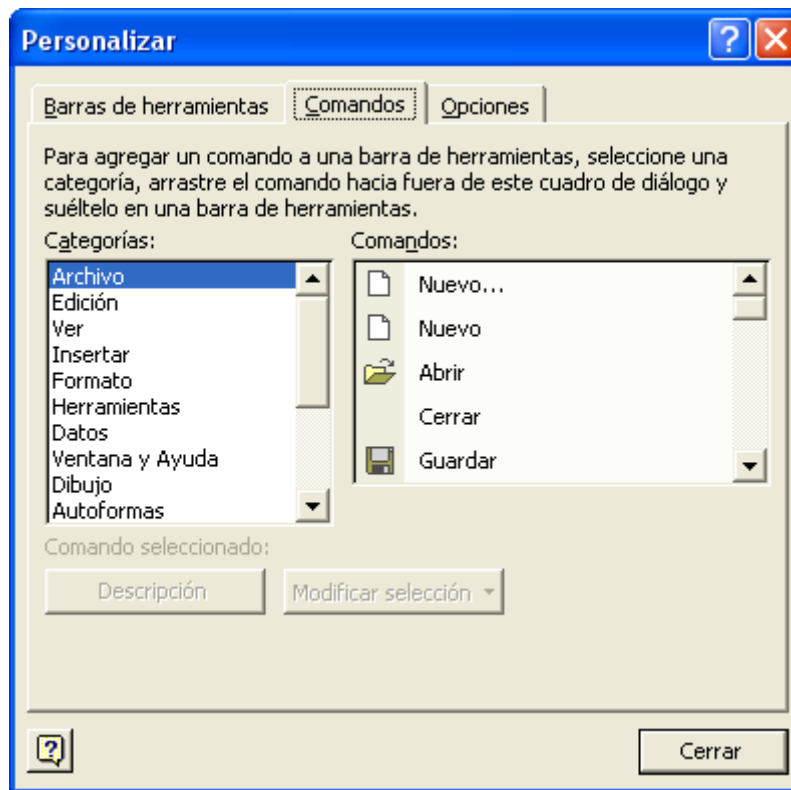 Personalizar
Barras de herramientas
Comandos
Opciones
Para agregar un comando a una barra de herramientas, seleccione una
categoría, arrastre el comando hacia fuera de este cuadro de diálogo y
suéltelo en una barra de herramientas.
Categorías:
Archivo
Edición
Ver
Insertar
Formato
Herramientas
Datos
Ventana y Ayuda
Dibujo
Autoformas
Comandos:
Nuevo...
Nuevo
Abrir
Cerrar
Guardar
Comando seleccionado:
Descripción
Modificar selección
Cerrar